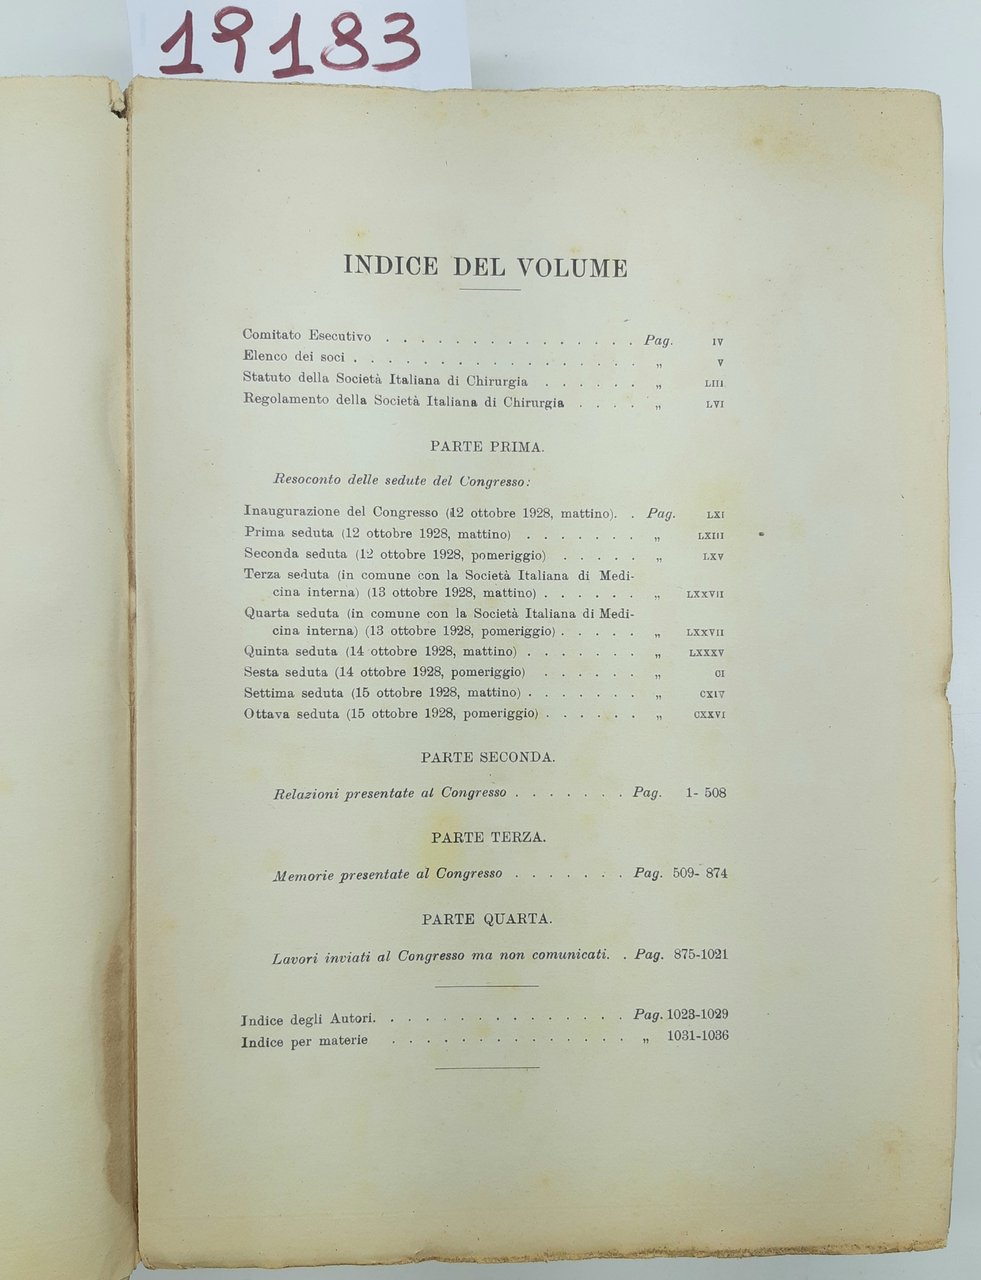 19183
INDICE DEL VOLUME
Comitato Esecutivo . . . . . . . . . . . . . . . Pag. IV
Elenco dei soci . . . . . . . . . . . . . . . . . „ V
Statuto della Società Italiana di Chirurgia . . . . . . „ LIII
Regolamento della Società Italiana di Chirurgia . . . . „ LVI
PARTE PRIMA.
Resoconto delle sedute del Congresso:
Inaugurazione del Congresso (12 ottobre 1928, mattino). . Pag. LXI
Prima seduta (12 ottobre 1928, mattino) . . . . . . . „ LXIII
Seconda seduta (12 ottobre 1928, pomeriggio) . . . . . „ LXV
Terza seduta (in comune con la Società Italiana di Medi-
cina interna) (13 ottobre 1928, mattino) . . . . . . „ LXXVII
Quarta seduta (in comune con la Società Italiana di Medi-
cina interna) (13 ottobre 1928, pomeriggio) . . . . . „ LXXVII
Quinta seduta (14 ottobre 1928, mattino) . . . . . . . „ LXXXV
Sesta seduta (14 ottobre 1928, pomeriggio) . . . . . . „ CI
Settima seduta (15 ottobre 1928, mattino) . . . . . . . „ CXIV
Ottava seduta (15 ottobre 1928, pomeriggio) . . . . . . „ CXXVI
PARTE SECONDA.
Relazioni presentate al Congresso . . . . . . . Pag. 1- 508
PARTE TERZA.
Memorie presentate al Congresso . . . . . . . Pag. 509- 874
PARTE QUARTA.
Lavori inviati al Congresso ma non comunicati. . Pag. 875-1021
Indice degli Autori. . . . . . . . . . . . . . Pag. 1023-1029
Indice per materie . . . . . . . . . . . . . „ 1031-1036